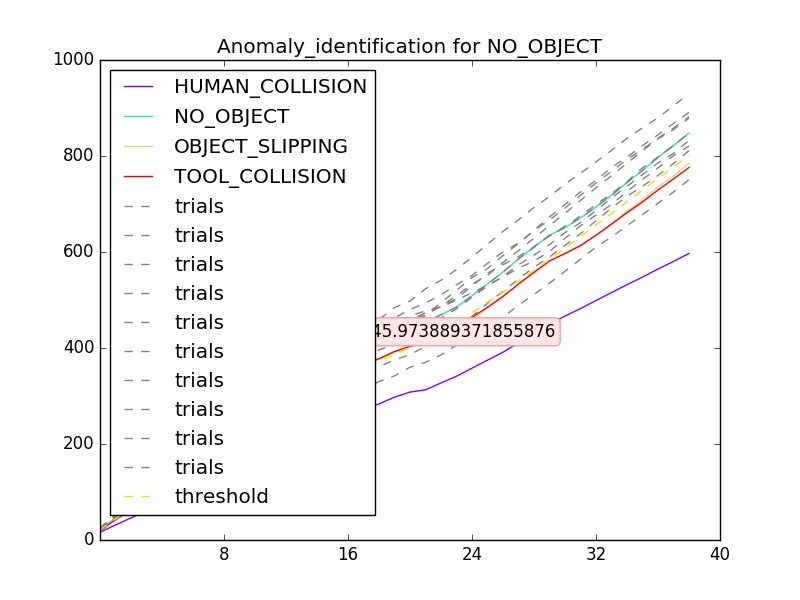 Anomaly_identification for NO_OBJECT
1000
800
600
400
200
0
HUMAN_COLLISION
NO_OBJECT
OBJECT_SLIPPING
TOOL_COLLISION
trials
trials
trials
trials
trials
trials
trials
trials
trials
trials
threshold
45.973889371855876
8
16
24
32
40